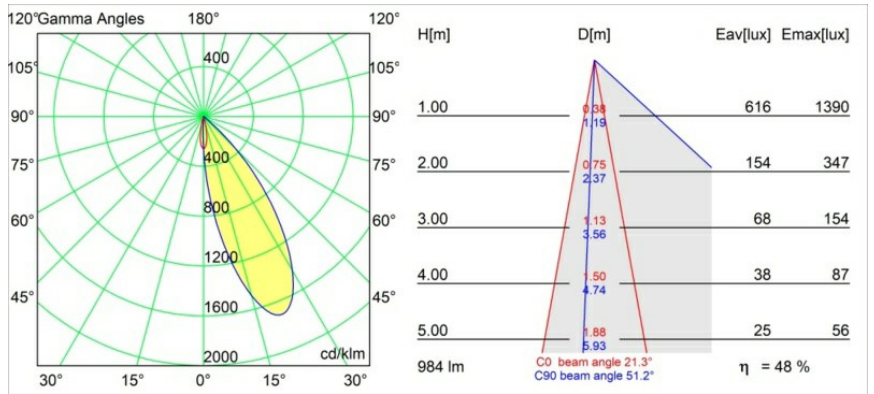 120° Gamma Angles 180° 120°
105° 400 105°
90° 90°
400
75° 75°
800
60° 60°
1200
45° 1600 45°
2000 cd/klm
30° 15° 0° 15° 30°
H[m] D[m] Eav[lux] Emax[lux]
1.00 0.38 616 1390
1.19
2.00 0.75 154 347
2.37
3.00 1.13 68 154
3.56
4.00 1.50 38 87
4.74
5.00 1.88 25 56
5.93
984 lm C0 beam angle 21.3° η = 48 %
C90 beam angle 51.2°